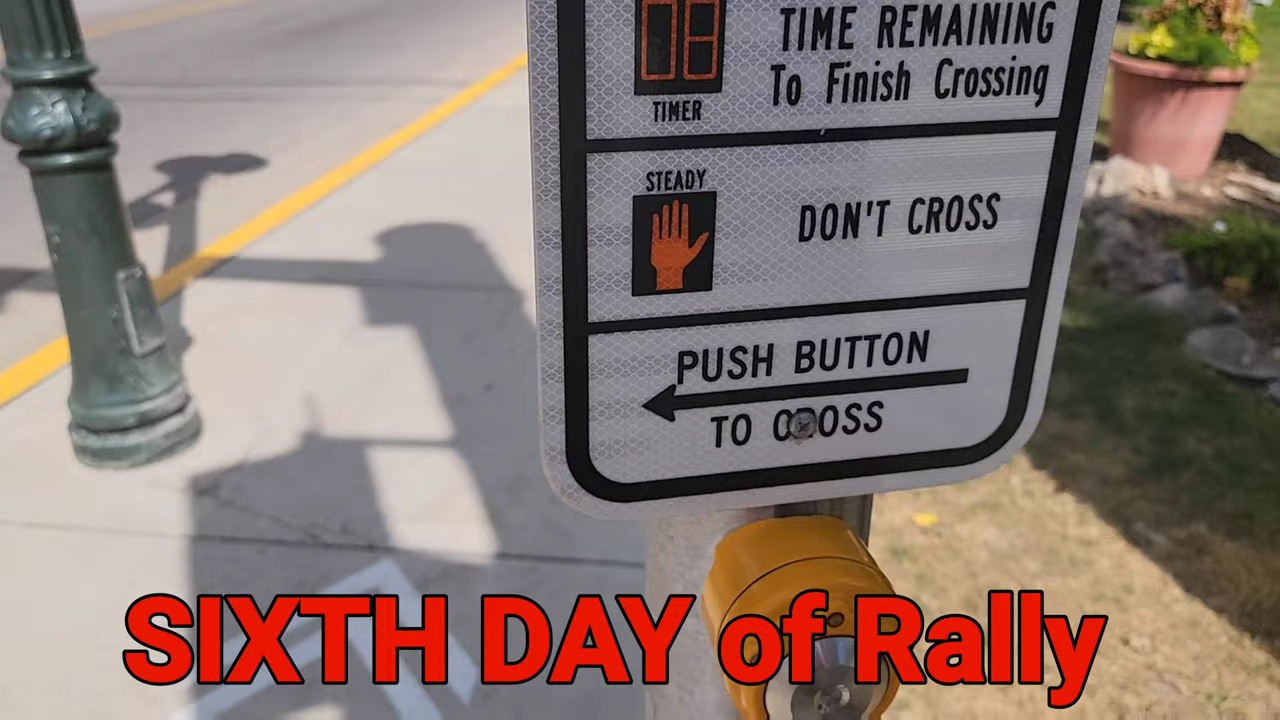 TIME REMAINING
To Finish Crossing
TIMER
STEADY
DON'T CROSS
PUSH BUTTON
TO CROSS
SIXTH DAY of Rally